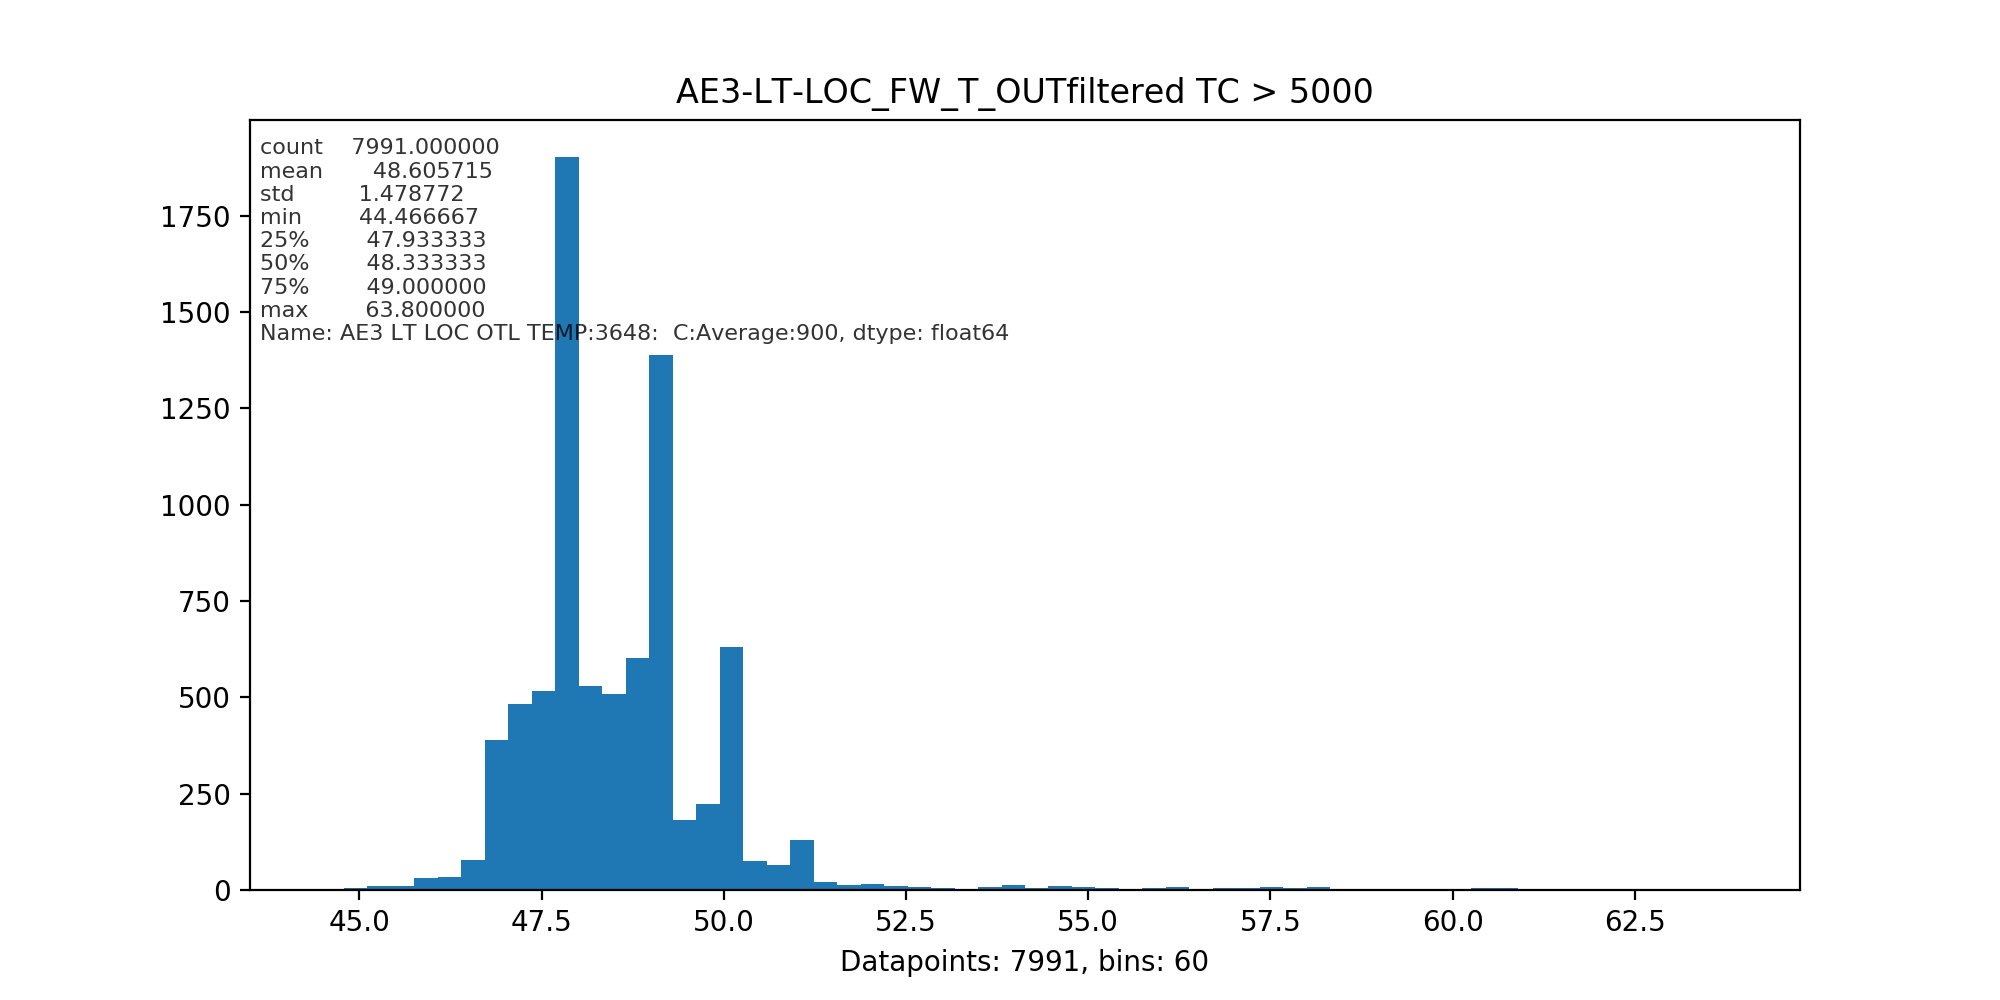 AE3-LT-LOC_FW_T_OUTfiltered TC > 5000
count 7991.000000
mean 48.605715
std 1.478772
min 44.466667
25% 47.933333
50% 48.333333
75% 49.000000
max 63.800000
Name: AE3 LT LOC OTL TEMP:3648: C:Average:900, dtype: float64
1750
1500
1250
1000
750
500
250
0
45.0 47.5 50.0 52.5 55.0 57.5 60.0 62.5
Datapoints: 7991, bins: 60